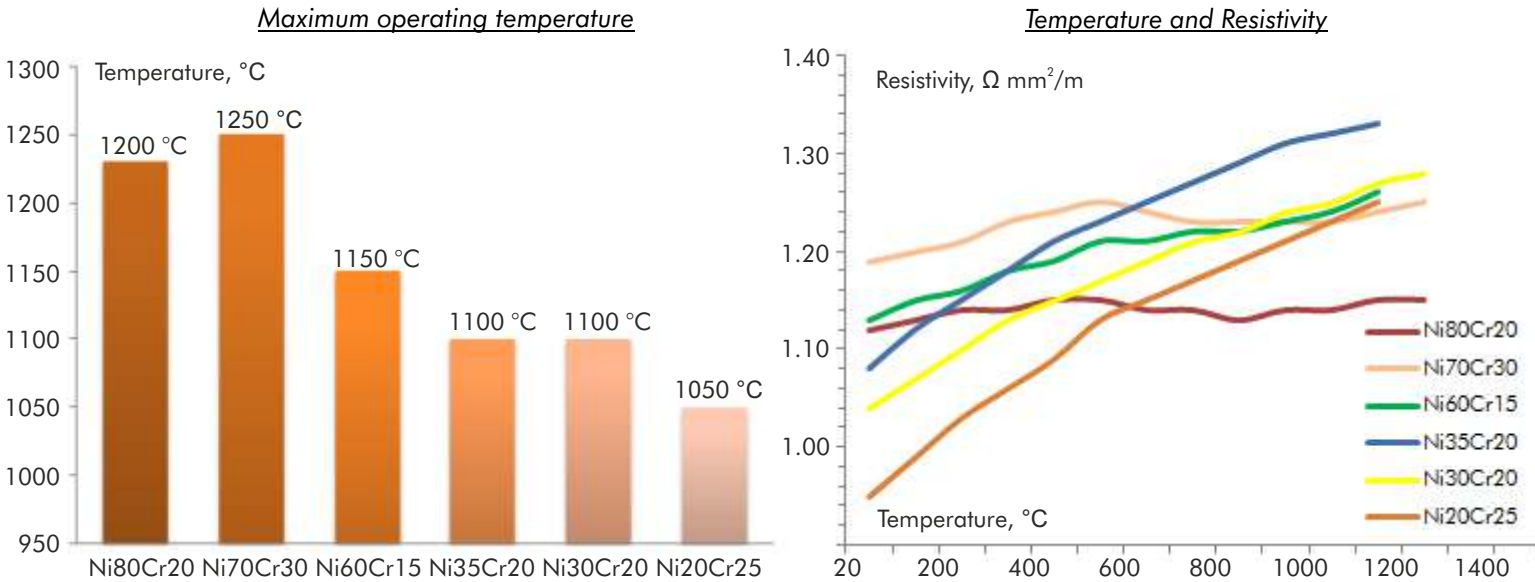 Maximum operating temperature
1300
Temperature, °C
1250
1200
1150
1100
1050
1000
950
1200 °C
1250 °C
1150 °C
1100 °C
1100 °C
1050 °C
Ni80Cr20 Ni70Cr30 Ni60Cr15 Ni35Cr20 Ni30Cr20 Ni20Cr25
Temperature and Resistivity
1.40
Resistivity, Ω mm²/m
1.30
1.20
1.10
1.00
Ni80Cr20
Ni70Cr30
Ni60Cr15
Ni35Cr20
Ni30Cr20
Ni20Cr25
Temperature, °C
20 200 400 600 800 1000 1200 1400